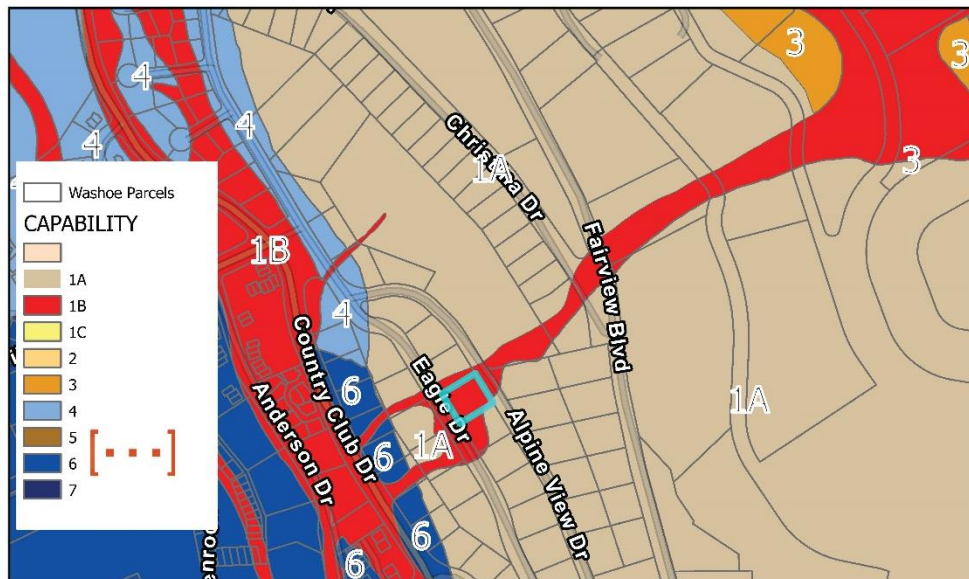 3
3
4
4
4
Christina Dr
1A
3
Washoe Parcels
CAPABILITY
1A
1B
1C
2
3
4
5
6
7
[...]
1B
Fairview Blvd
4
Country Club Dr
Anderson Dr
6
Eagle Dr
1A
6
Alpine View Dr
1A
6
6